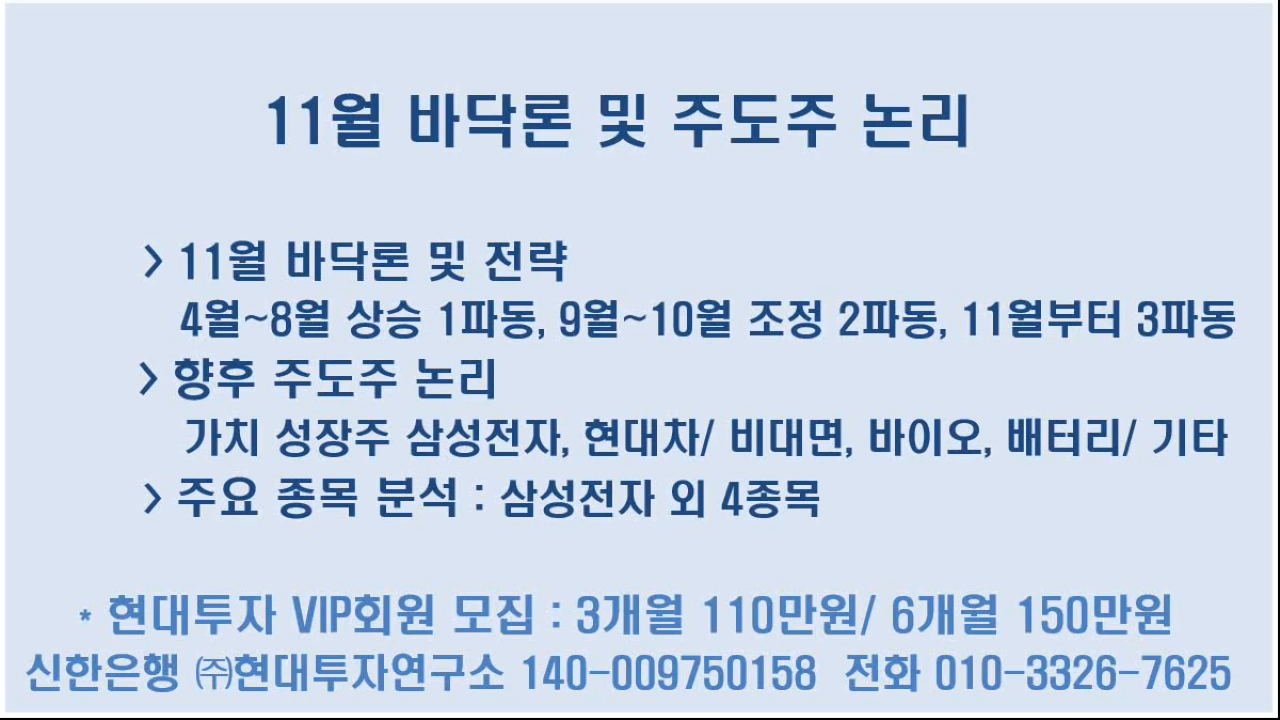 11월 바닥론 및 주도주 논리
> 11월 바닥론 및 전략
4월~8월 상승 1파동, 9월~10월 조정 2파동, 11월부터 3파동
> 향후 주도주 논리
가치 성장주 삼성전자, 현대차/ 비대면, 바이오, 배터리/ 기타
> 주요 종목 분석 : 삼성전자 외 4종목
* 현대투자 VIP회원 모집 : 3개월 110만원/ 6개월 150만원
신한은행 ㈜현대투자연구소 140-009750158 전화 010-3326-7625